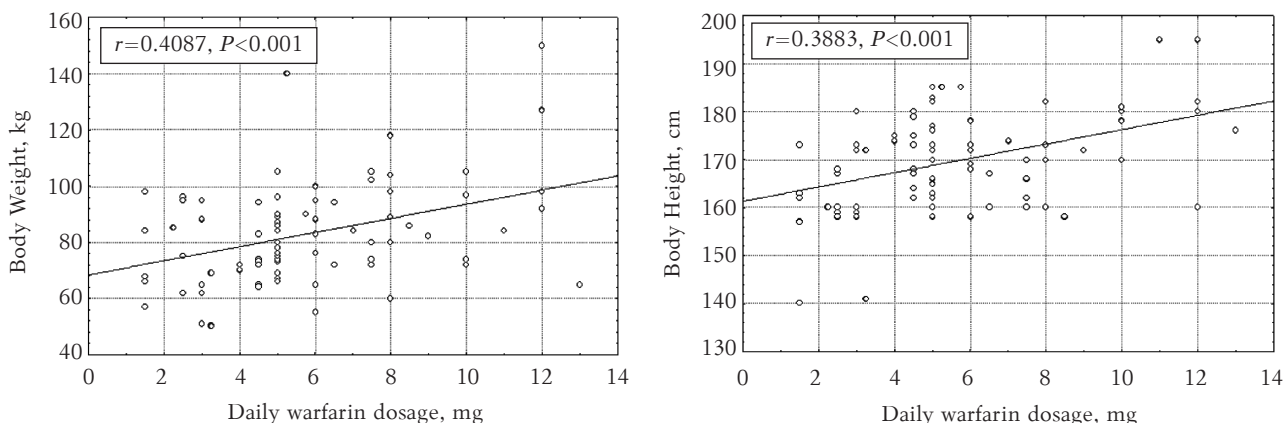 160
140
120
100
80
60
40
Body Weight, kg
r=0.4087, P<0.001
0 2 4 6 8 10 12 14
Daily warfarin dosage, mg
200
190
180
170
160
150
140
130
Body Height, cm
r=0.3883, P<0.001
0 2 4 6 8 10 12 14
Daily warfarin dosage, mg